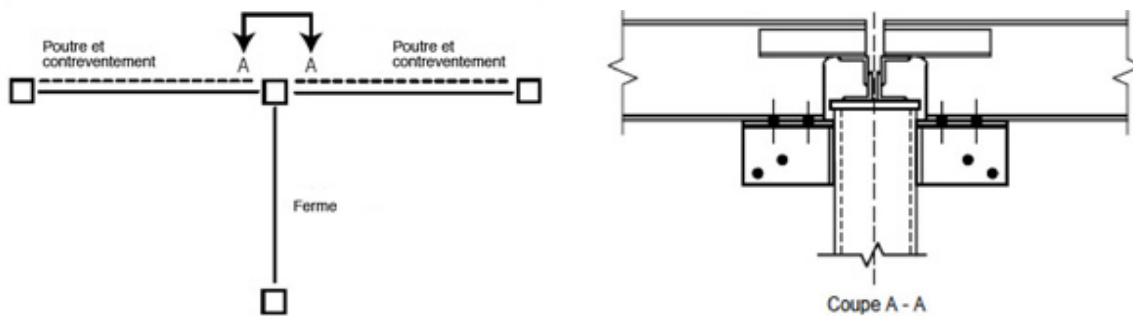 Poutre et
contreventement
A
A
Poutre et
contreventement
Ferme
Coupe A - A